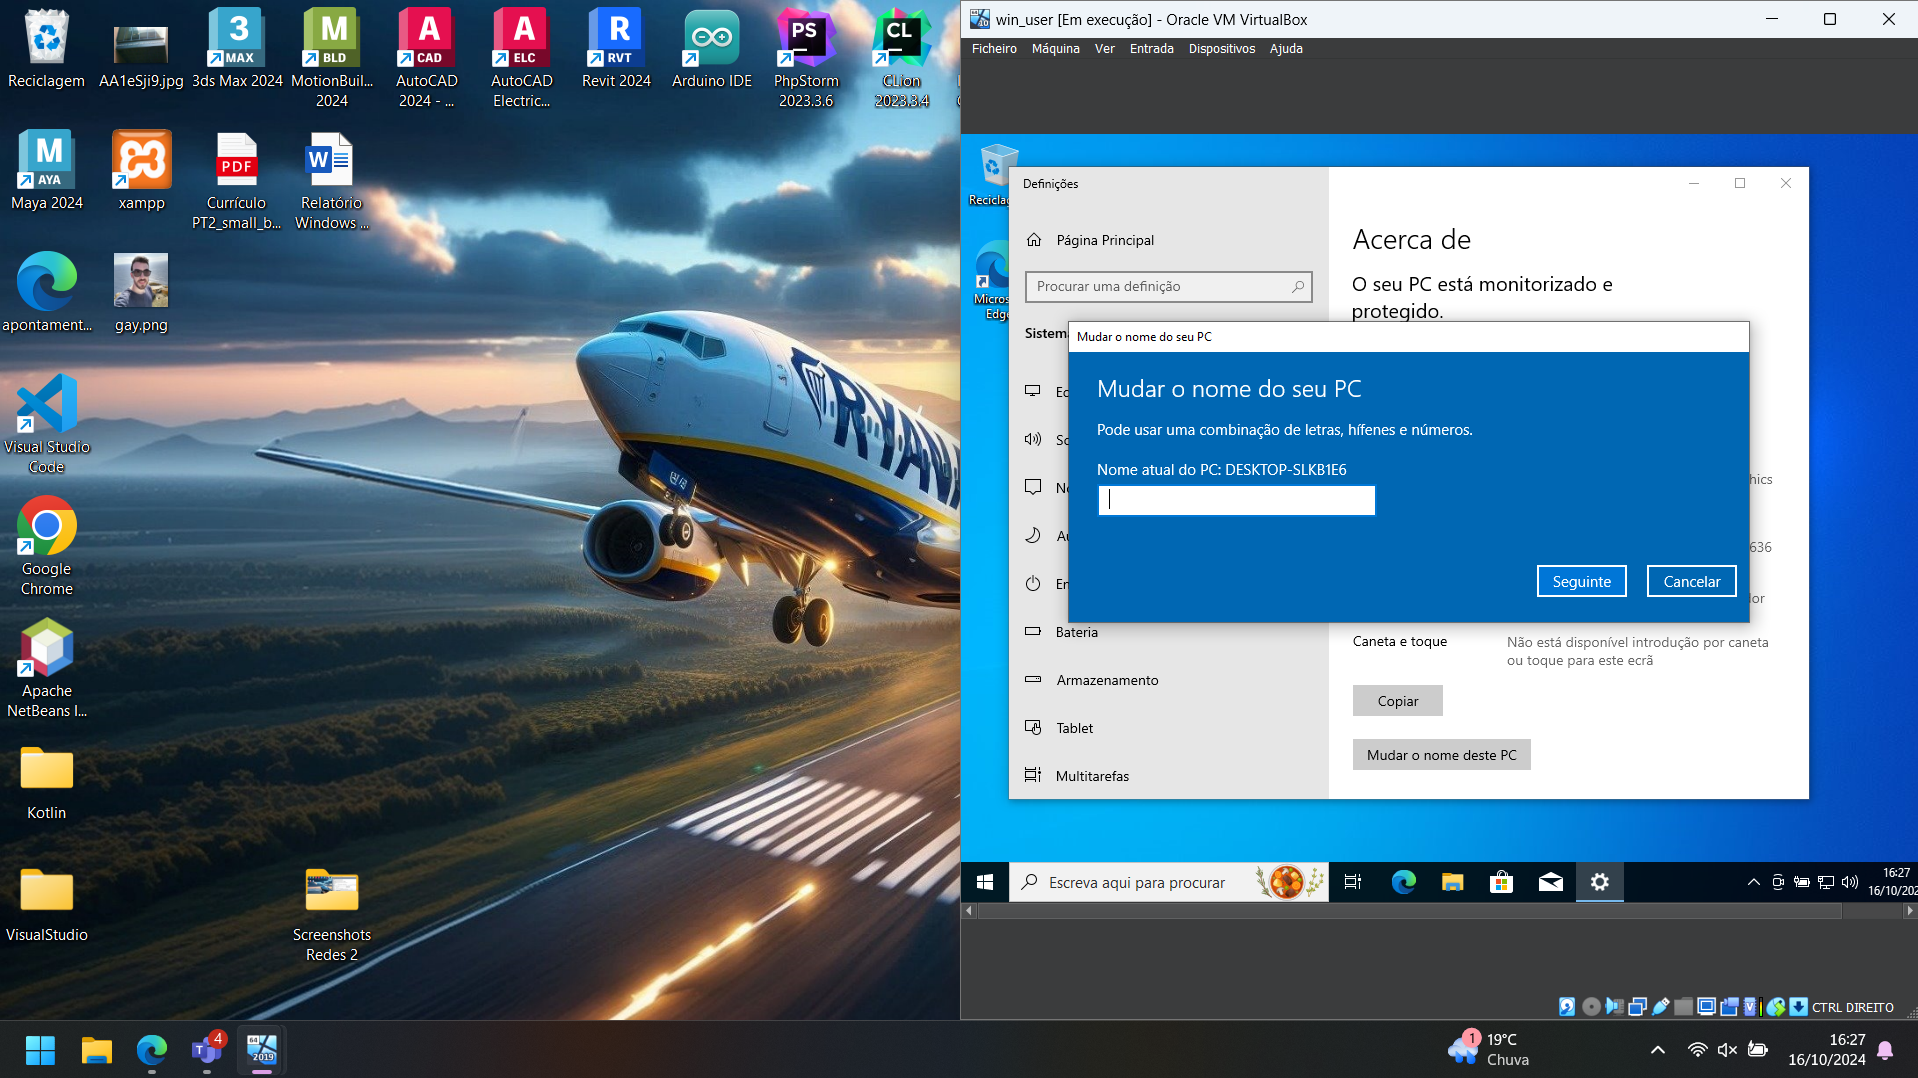 Reciclagem
AA1eSji9.jpg
3ds Max 2024
MotionBuil...
2024
AutoCAD
2024 - ...
AutoCAD
Electric...
Revit 2024
Arduino IDE
PhpStorm
2023.3.6
CLion
2023.3.4
3
MAX
M
BLD
A
CAD
A
ELC
R
RVT
PS
CL
M
AYA
PDF
W
Maya 2024
xampp
Currículo
PT2_small_b...
Relatório
Windows ...
apontament...
gay.png
Visual Studio
Code
Google
Chrome
Apache
NetBeans I...
Kotlin
VisualStudio
Screenshots
Redes 2
RYAN
win_user [Em execução] - Oracle VM VirtualBox
Ficheiro Máquina Ver Entrada Dispositivos Ajuda
Reciclag
Micros
Edge
Definições
Página Principal
Procurar uma definição
Sistema
Ec
So
No
Au
En
Bateria
Armazenamento
Tablet
Multitarefas
Acerca de
O seu PC está monitorizado e
protegido.
hics
636
dor
Mudar o nome do seu PC
Mudar o nome do seu PC
Pode usar uma combinação de letras, hífenes e números.
Nome atual do PC: DESKTOP-SLKB1E6
Seguinte
Cancelar
Caneta e toque
Não está disponível introdução por caneta
ou toque para este ecrã
Copiar
Mudar o nome deste PC
Escreva aqui para procurar
16:27
16/10/202
CTRL DIREITO
4
64
2019
1
19°C
Chuva
16:27
16/10/2024